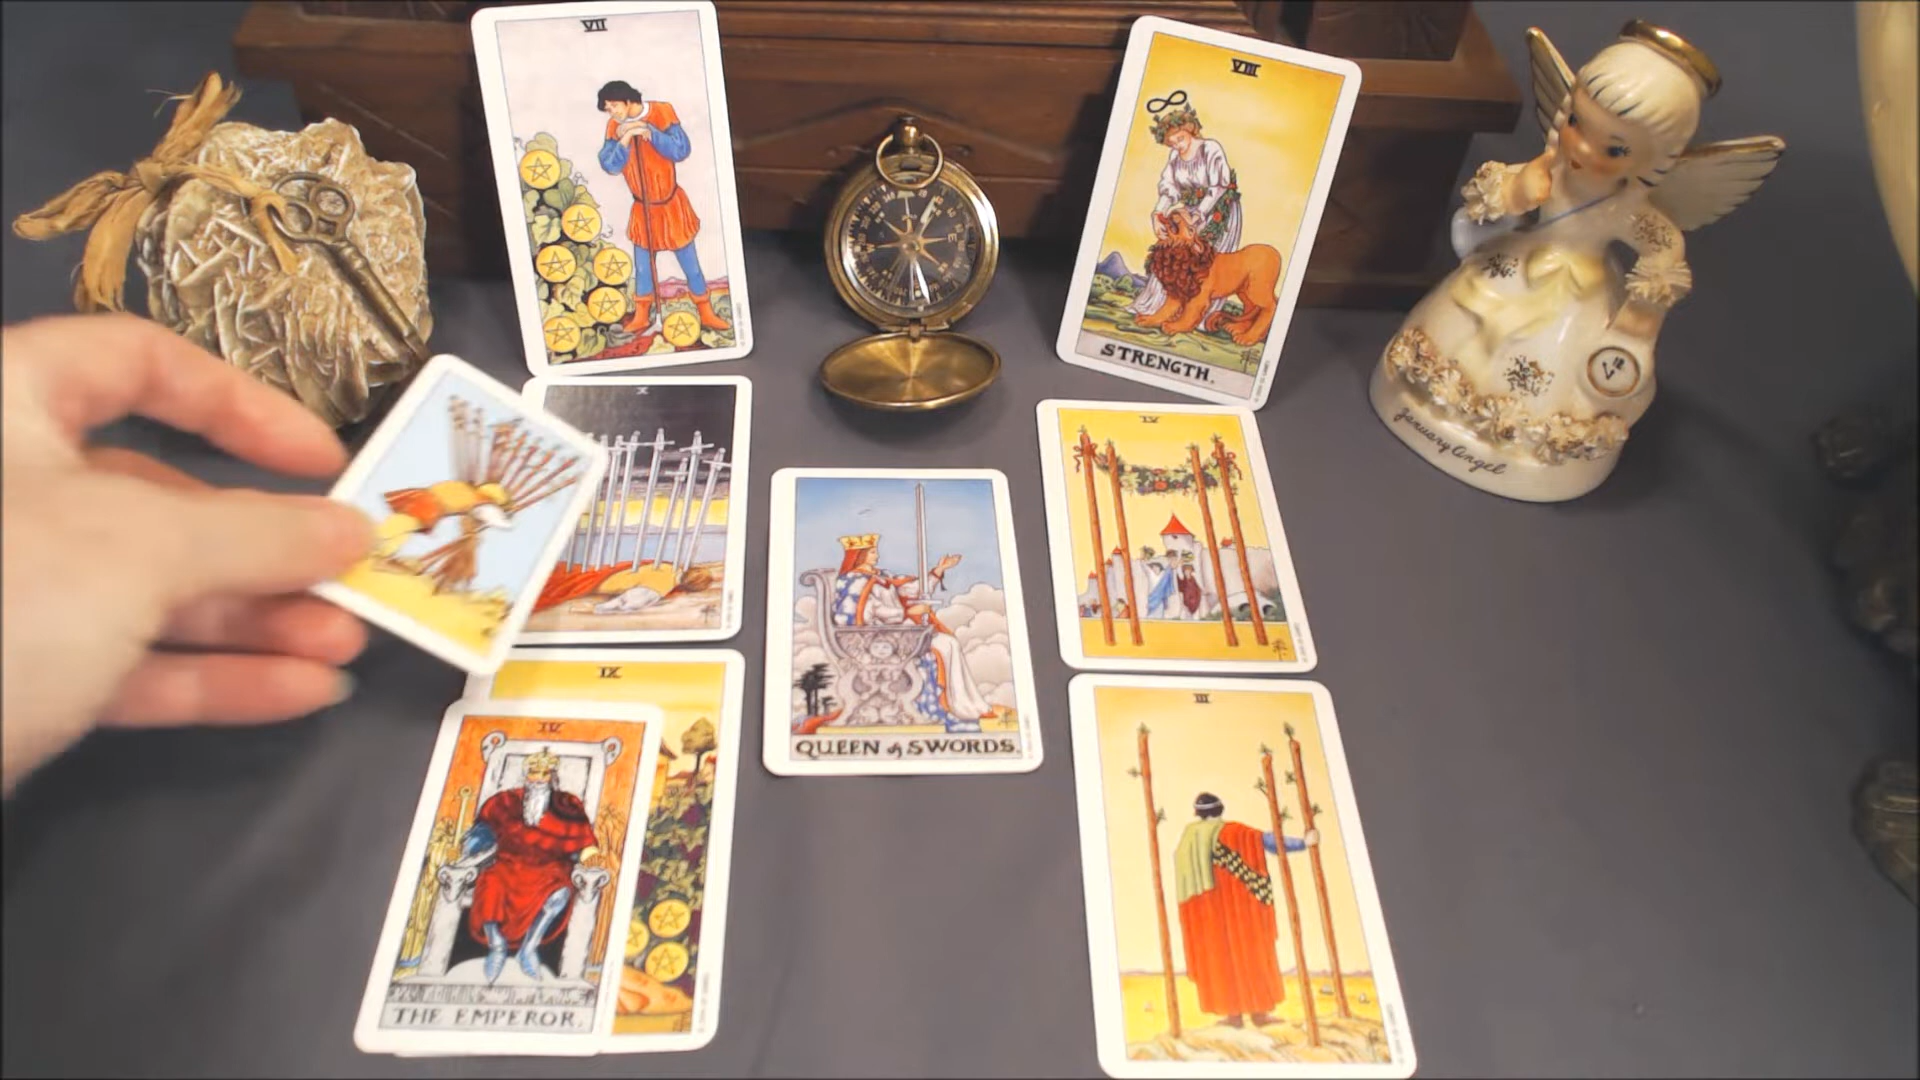 VII
VIII
STRENGTH.
January Angel
X
IV
QUEEN of SWORDS.
IX
III
IV
THE EMPEROR.